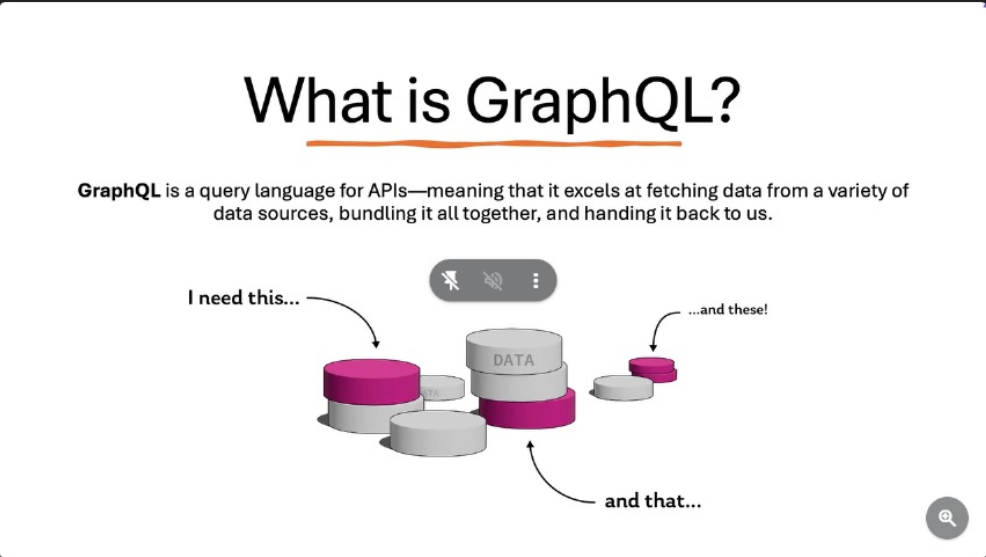 What is GraphQL?
GraphQL is a query language for APIs—meaning that it excels at fetching data from a variety of
data sources, bundling it all together, and handing it back to us.
I need this...
...and these!
DATA
and that...